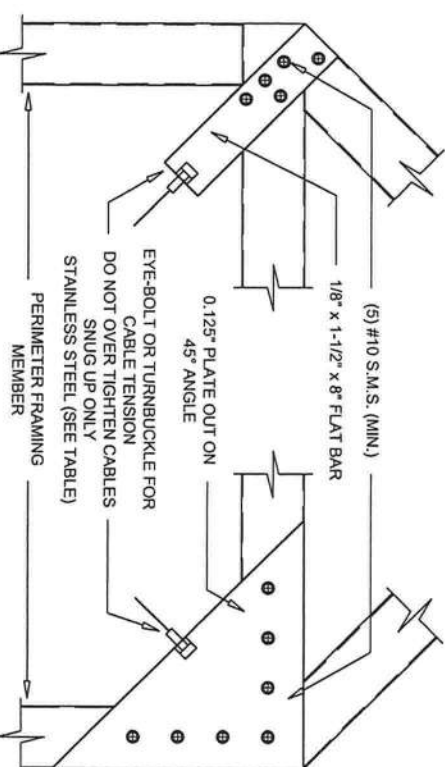 (5) #10 S.M.S. (MIN.)
1/8" x 1-1/2" x 8" FLAT BAR
0.125" PLATE OUT ON
45° ANGLE
EYE-BOLT OR TURNBUCKLE FOR
CABLE TENSION
DO NOT OVER TIGHTEN CABLES
SNUG UP ONLY
STAINLESS STEEL (SEE TABLE)
PERIMETER FRAMING
MEMBER